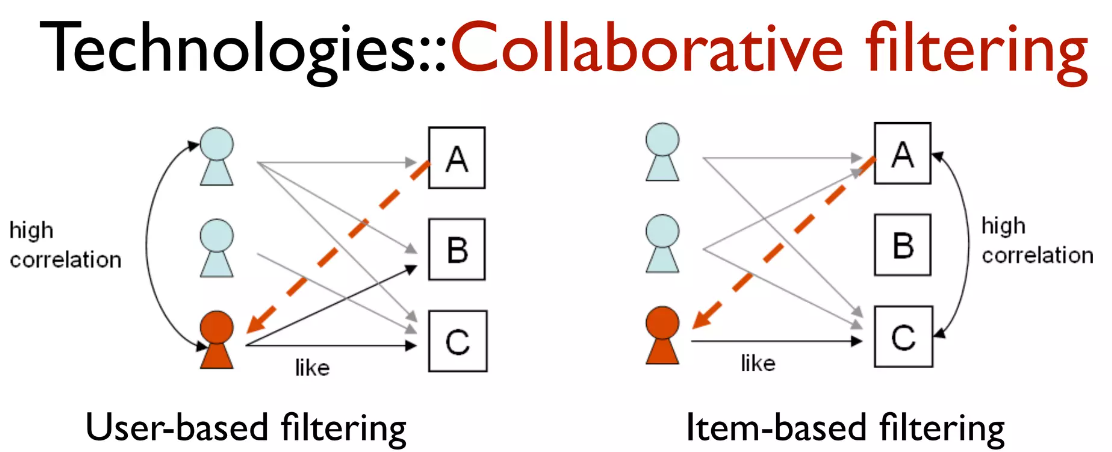 Technologies::Collaborative filtering
A
B
C
high
correlation
like
User-based filtering
A
B
C
high
correlation
like
Item-based filtering